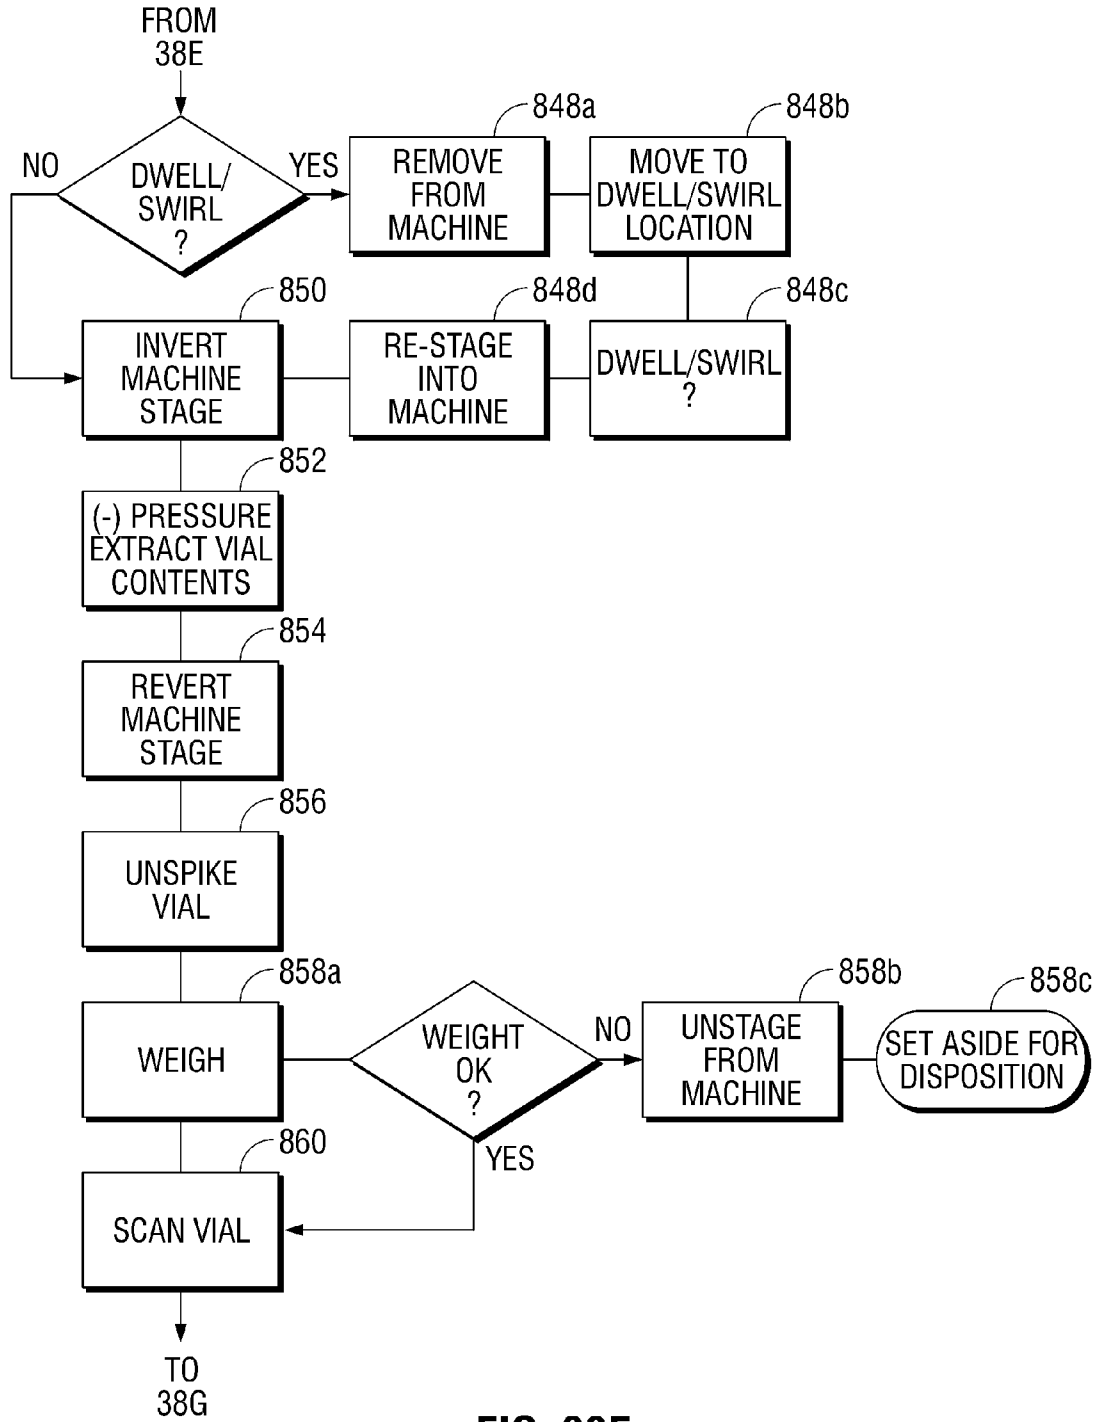 FROM
38E
DWELL/
SWIRL
?
NO
YES
848a
REMOVE
FROM
MACHINE
848b
MOVE TO
DWELL/SWIRL
LOCATION
850
INVERT
MACHINE
STAGE
848d
RE-STAGE
INTO
MACHINE
848c
DWELL/SWIRL
?
852
(-) PRESSURE
EXTRACT VIAL
CONTENTS
854
REVERT
MACHINE
STAGE
856
UNSPIKE
VIAL
858a
WEIGH
WEIGHT
OK
?
NO
858b
UNSTAGE
FROM
MACHINE
858c
SET ASIDE FOR
DISPOSITION
YES
860
SCAN VIAL
TO
38G